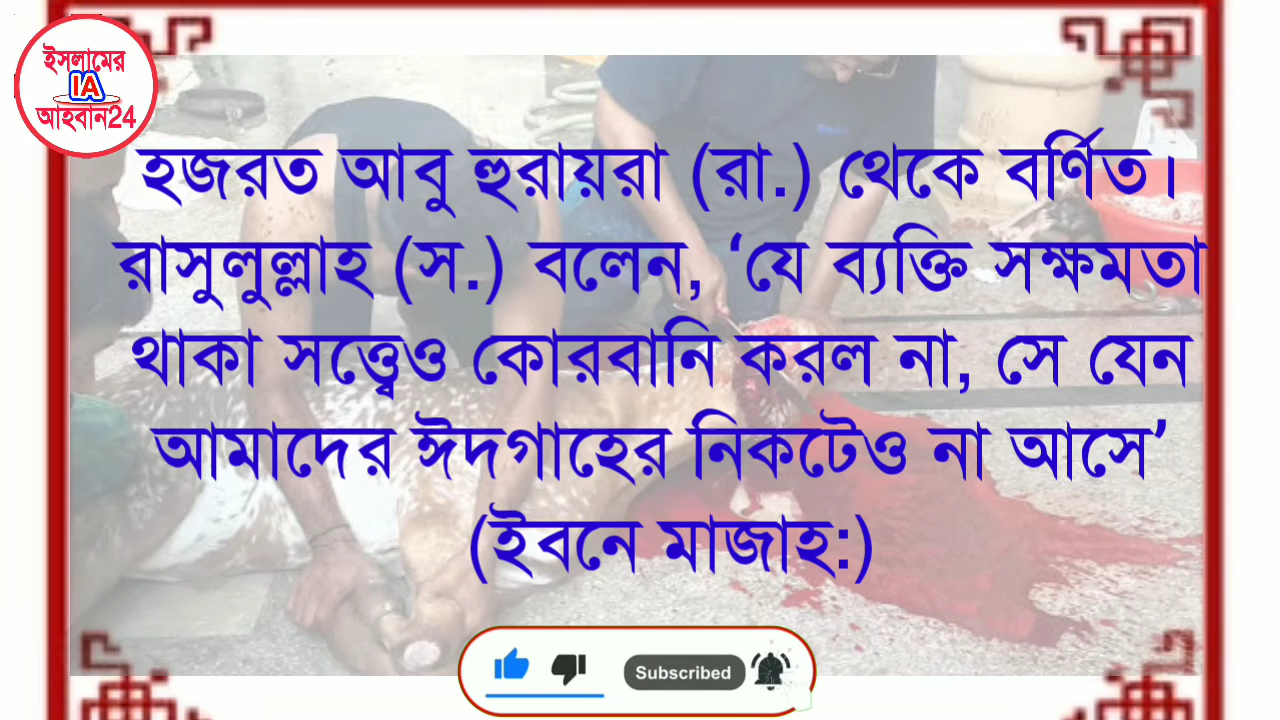 ইসলামের
IA
আহবান24
হজরত আবু হুরায়রা (রা.) থেকে বর্ণিত।
রাসুলুল্লাহ (স.) বলেন, ‘যে ব্যক্তি সক্ষমতা
থাকা সত্ত্বেও কোরবানি করল না, সে যেন
আমাদের ঈদগাহের নিকটেও না আসে’
(ইবনে মাজাহ:)
Subscribed